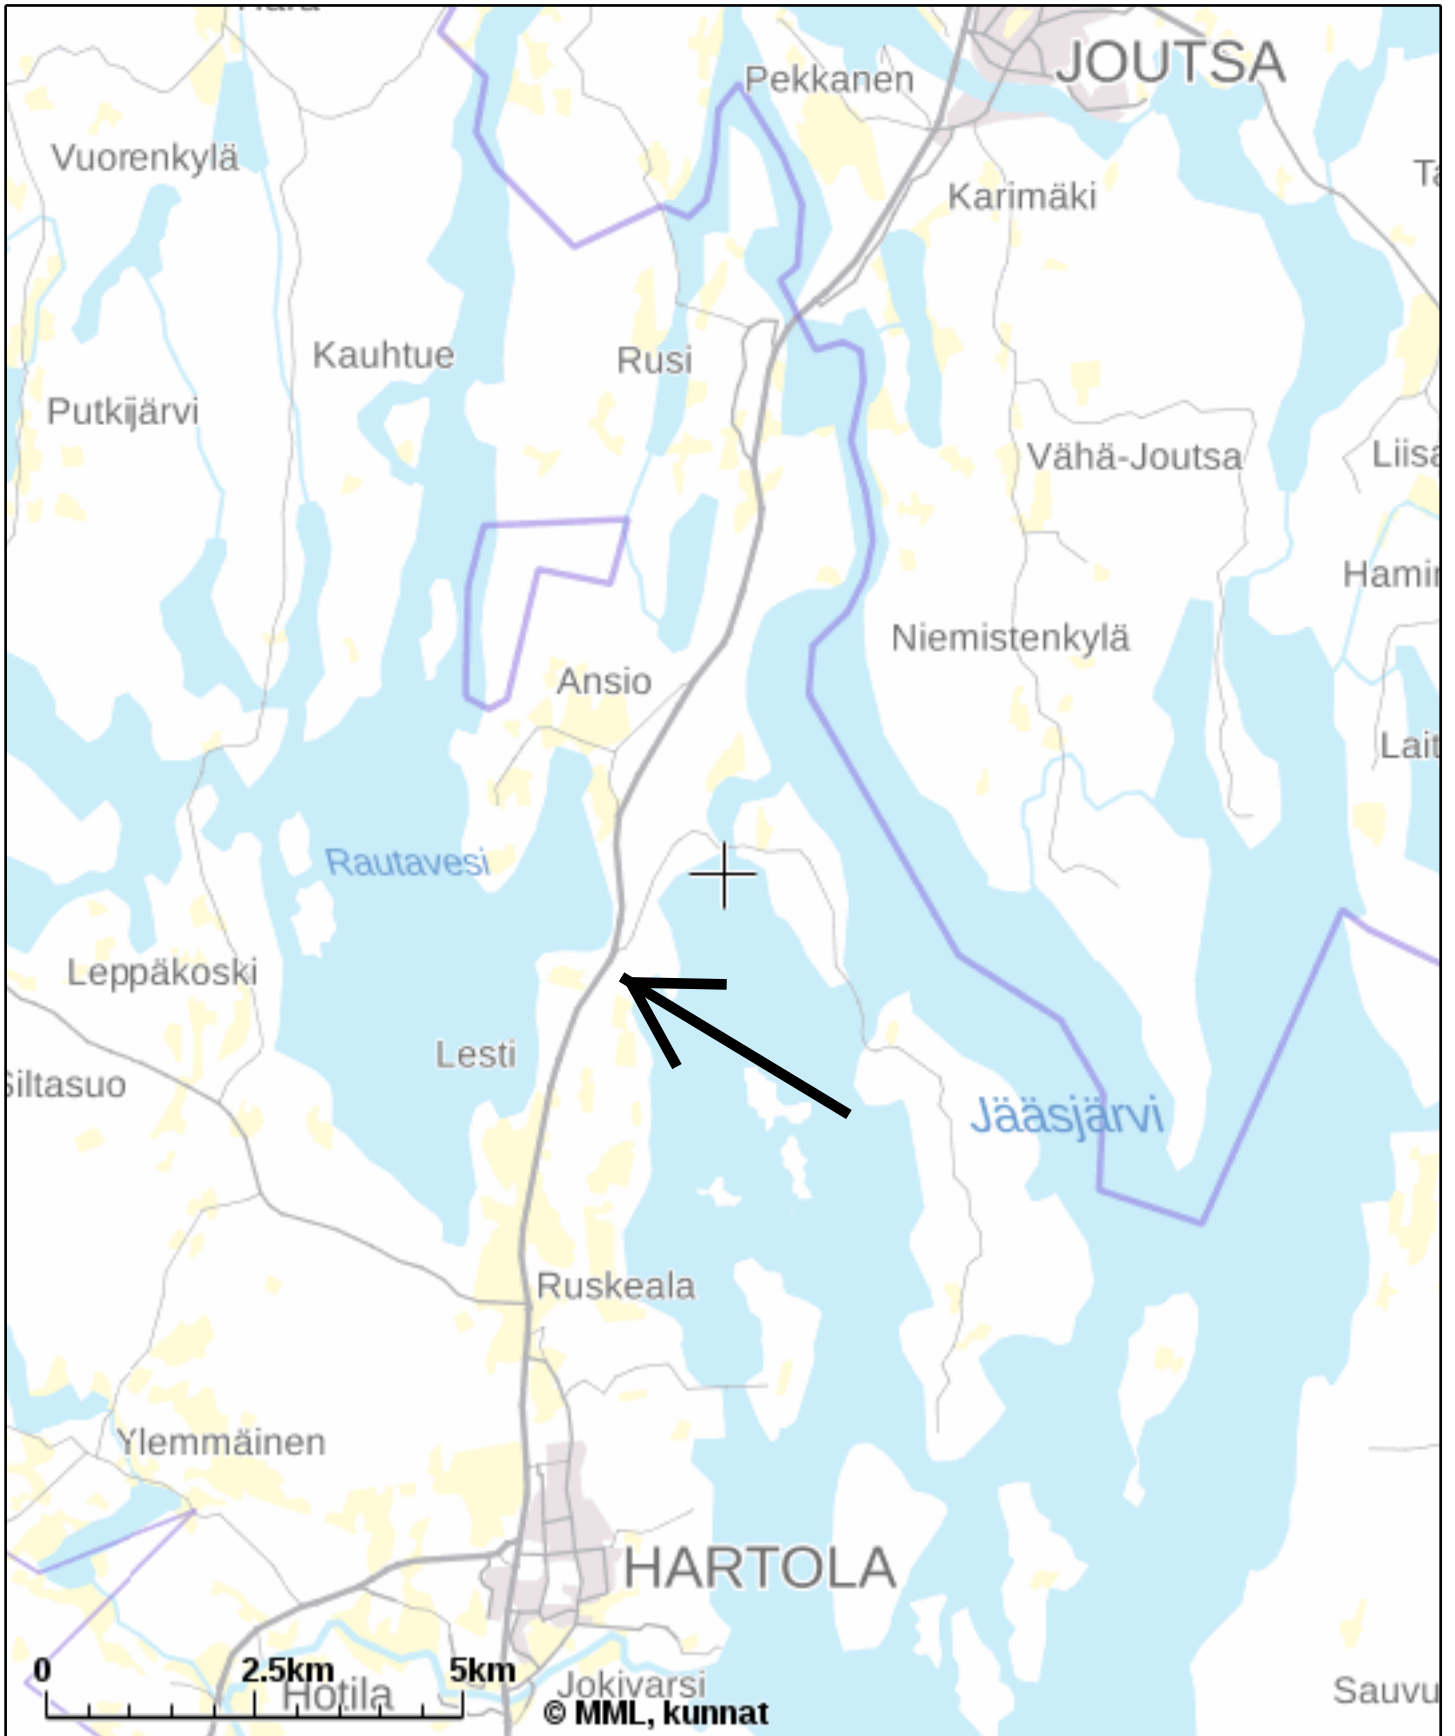 JOUTSA
Pekkanen
Vuorenkylä
Karimäki
Kauhtue
Rusi
Putkijärvi
Vähä-Joutsa
Niemistenkylä
Ansio
Rautavesi
Leppäkoski
Lesti
Siltasuo
Jääsjärvi
Ruskeala
Ylemmäinen
HARTOLA
0 2.5km 5km
Hotila
Jokivarsi
© MML, kunnat